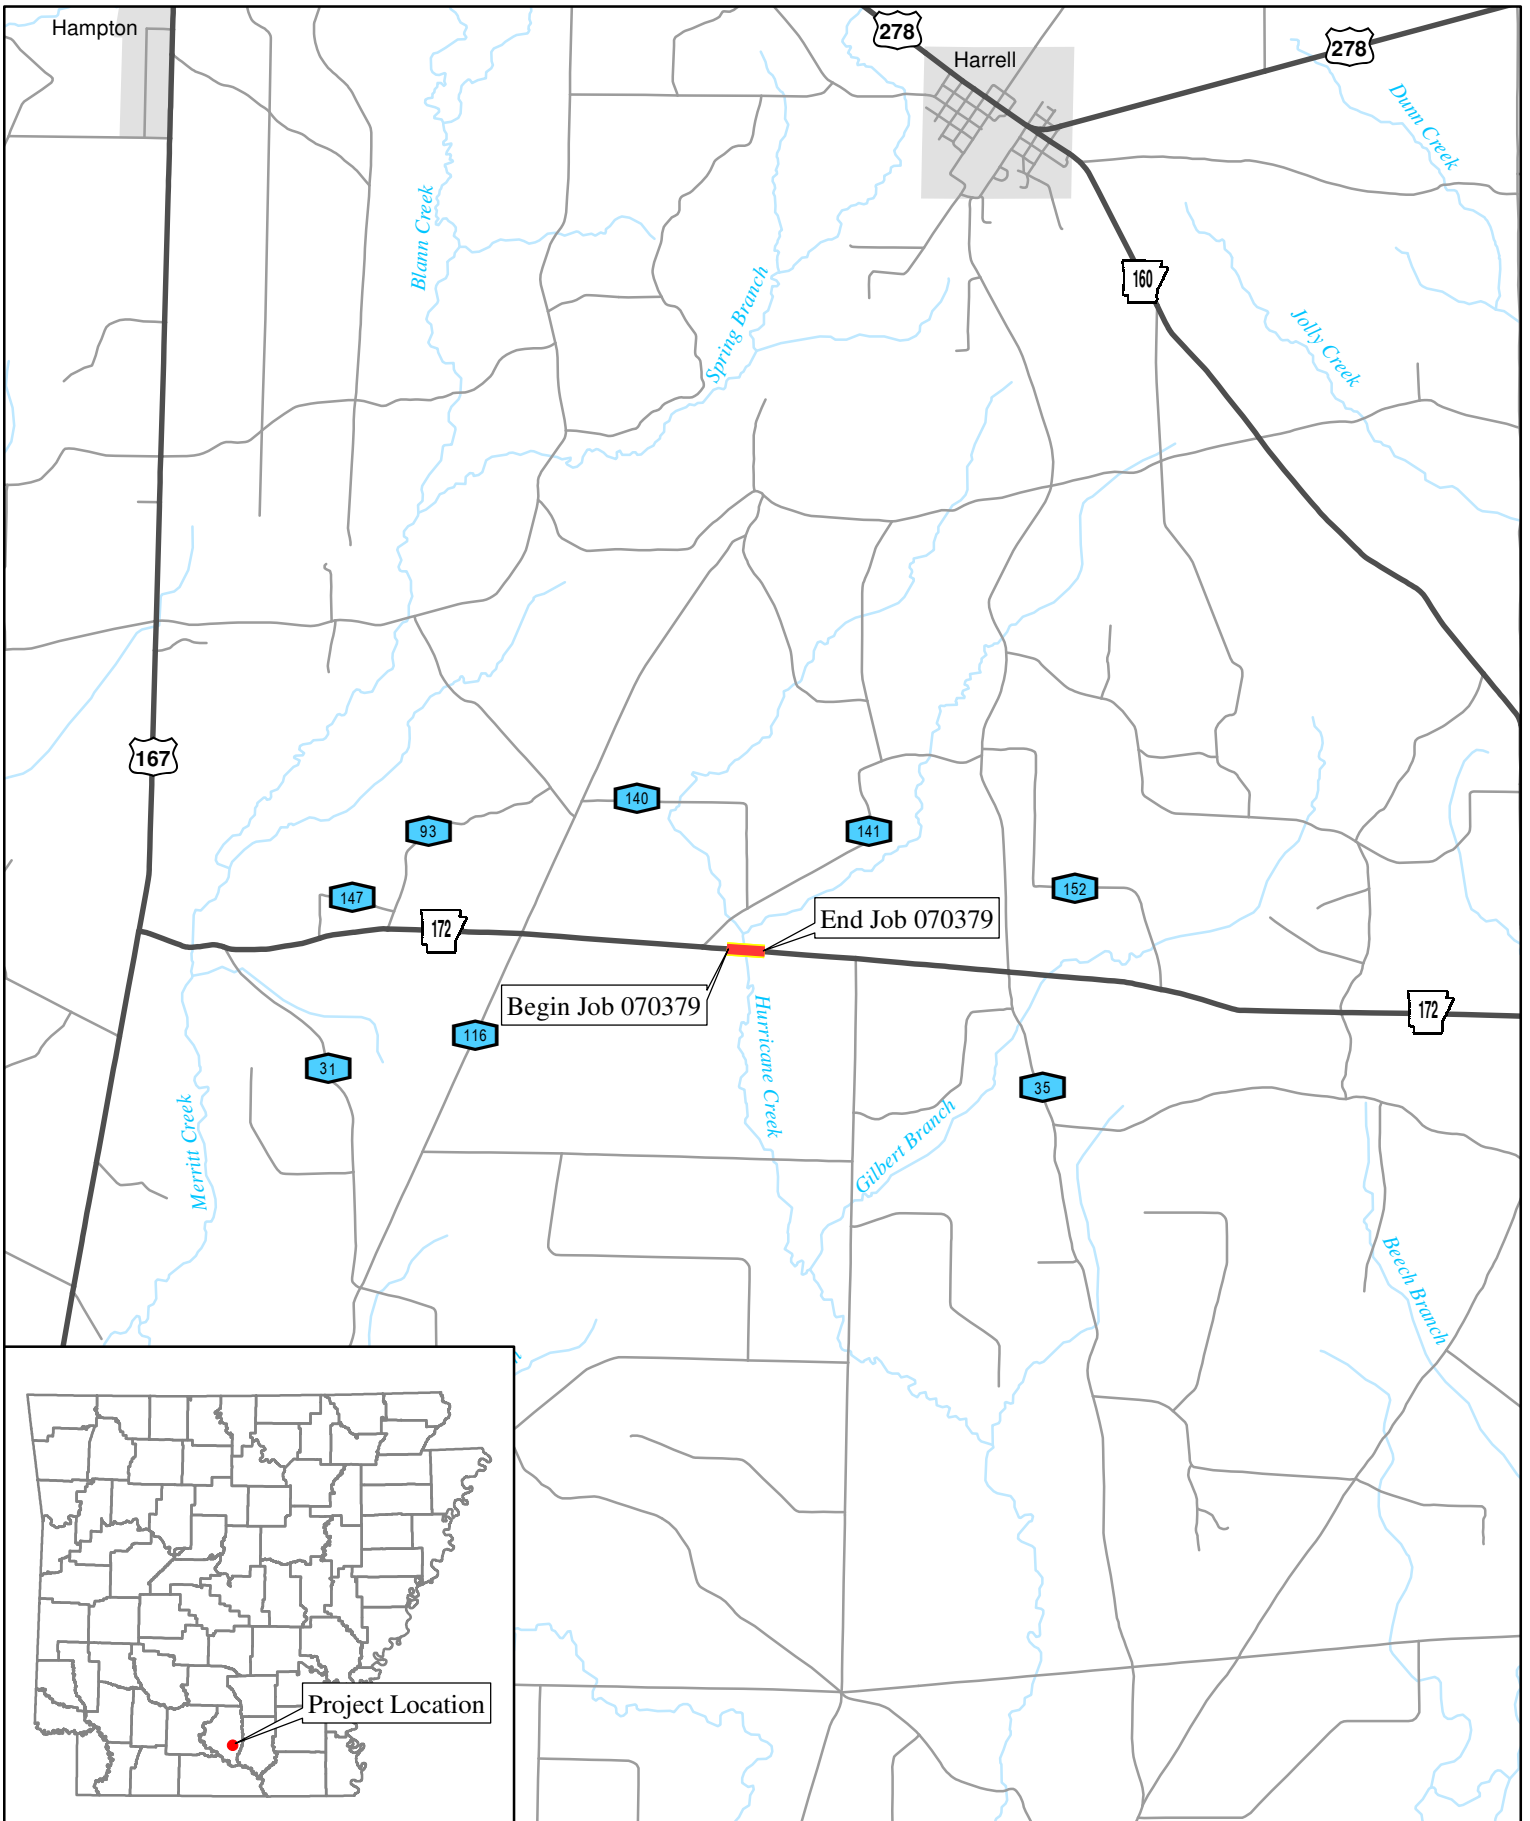 Hampton
278
Harrell
278
Dunn Creek
Blann Creek
160
Spring Branch
Jolly Creek
167
140
93
141
147
152
172
End Job 070379
Begin Job 070379
172
Hurricane Creek
116
31
35
Merritt Creek
Gilbert Branch
Beech Branch
Project Location